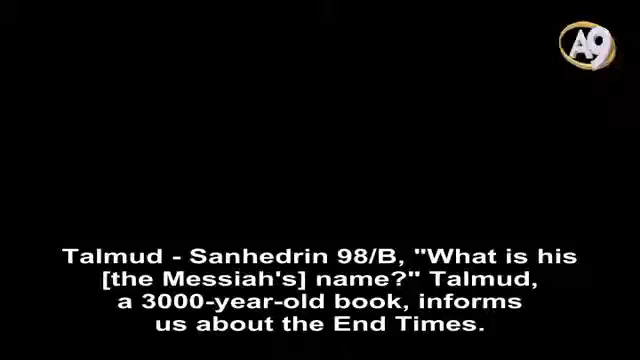 A9
Talmud - Sanhedrin 98/B, "What is his
[the Messiah's] name?" Talmud,
a 3000-year-old book, informs
us about the End Times.